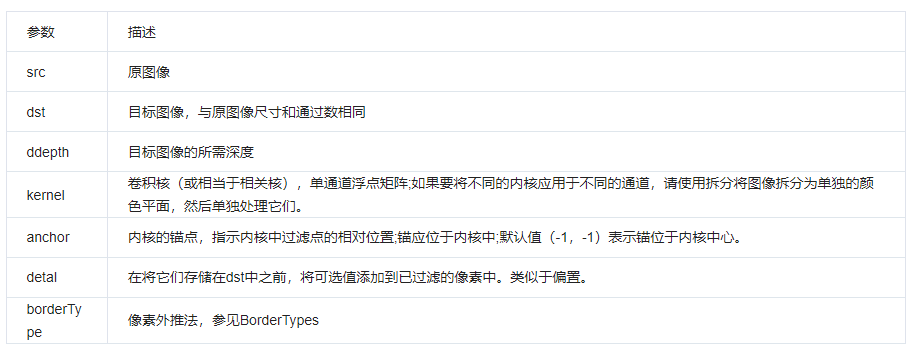 参数 描述
src 原图像
dst 目标图像，与原图像尺寸和通过数相同
ddepth 目标图像的所需深度
kernel 卷积核（或相当于相关核），单通道浮点矩阵;如果要将不同的内核应用于不同的通道，请使用拆分将图像拆分为单独的颜
色平面，然后单独处理它们。
anchor 内核的锚点，指示内核中过滤点的相对位置;锚应位于内核中;默认值（-1，-1）表示锚位于内核中心。
detal 在将它们存储在dst中之前，将可选值添加到已过滤的像素中。类似于偏置。
borderTy
pe 像素外推法，参见BorderTypes